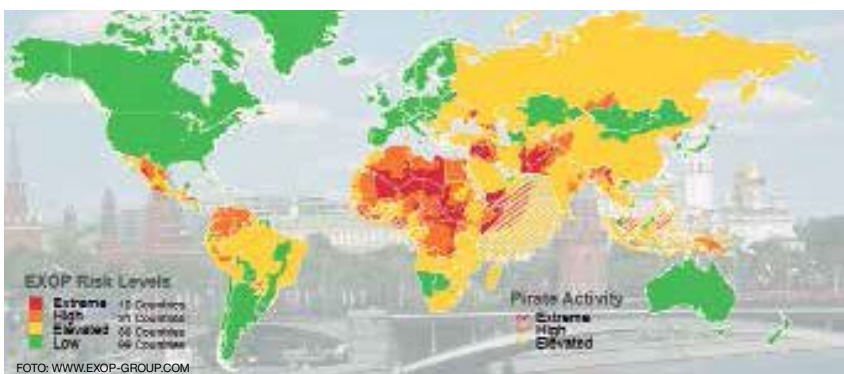 EXOP Risk Levels
Extreme Countries
High Countries
Elevated Countries
Low Countries
Pirate Activity
Extreme
High
Elevated
FOTO: WWW.EXOP-GROUP.COM